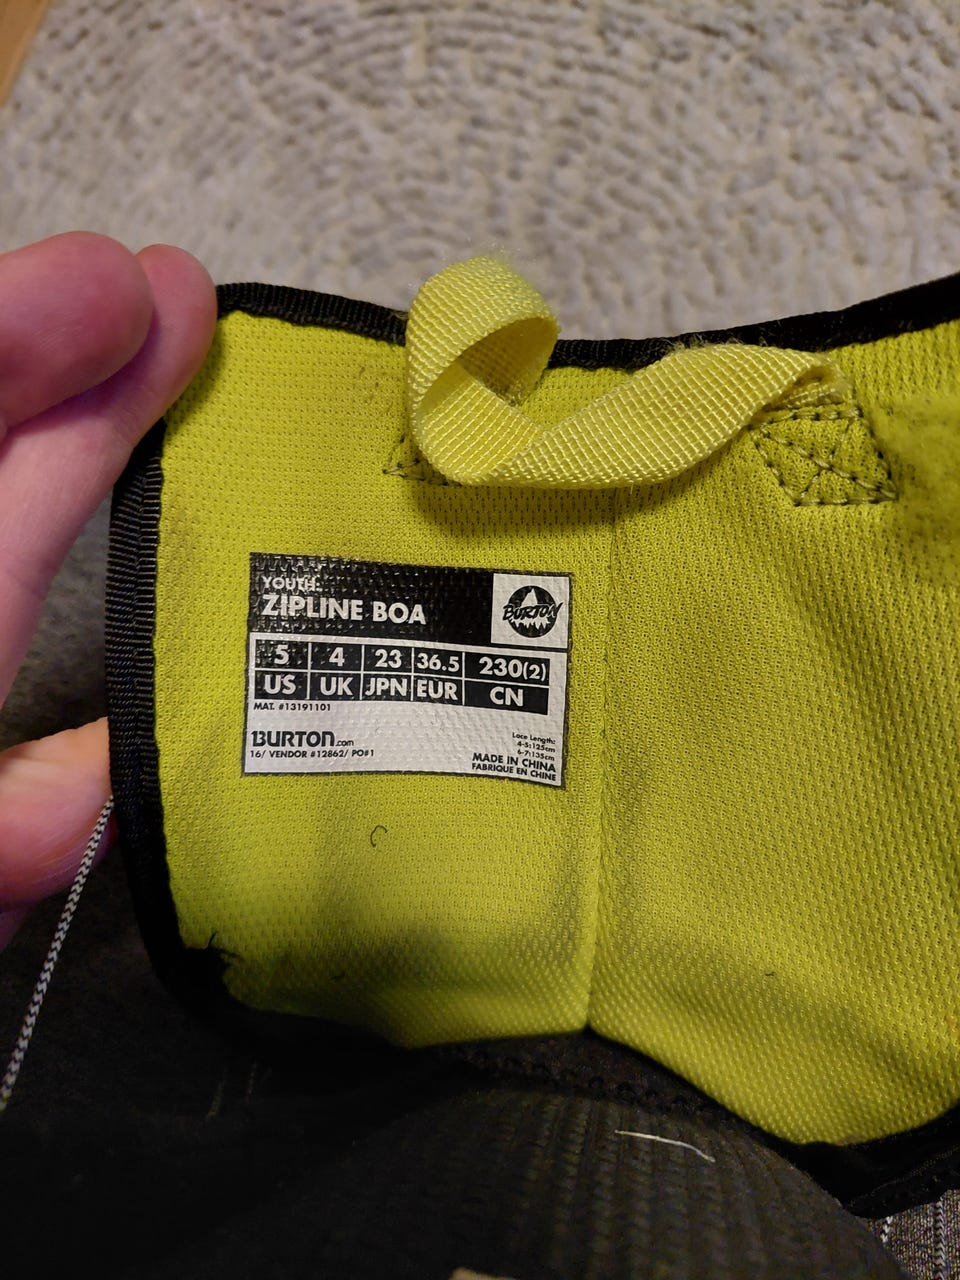 YOUTH:
ZIPLINE BOA
BURTON
5 4 23 36.5 230(2)
US UK JPN EUR CN
MAT. #13191101
BURTON.com
16/ VENDOR #12862/ PO#1
Lace Length:
4-5:125cm
6-7:135cm
MADE IN CHINA
FABRIQUE EN CHINE